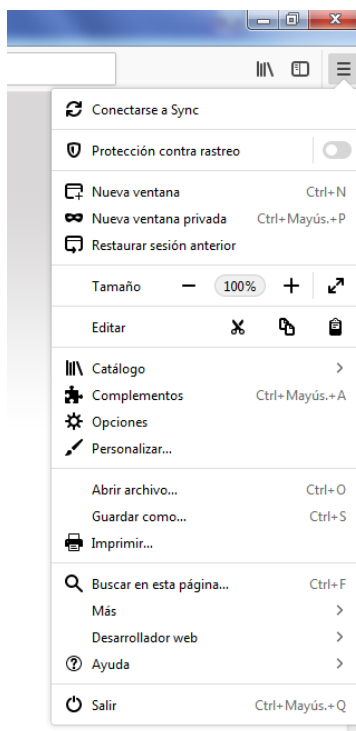 Conectarse a Sync
Protección contra rastreo
Nueva ventana Ctrl+N
Nueva ventana privada Ctrl+Mayús.+P
Restaurar sesión anterior
Tamaño 100%
Editar
Catálogo
Complementos Ctrl+Mayús.+A
Opciones
Personalizar...
Abrir archivo... Ctrl+O
Guardar como... Ctrl+S
Imprimir...
Buscar en esta página... Ctrl+F
Más
Desarrollador web
Ayuda
Salir Ctrl+Mayús.+Q